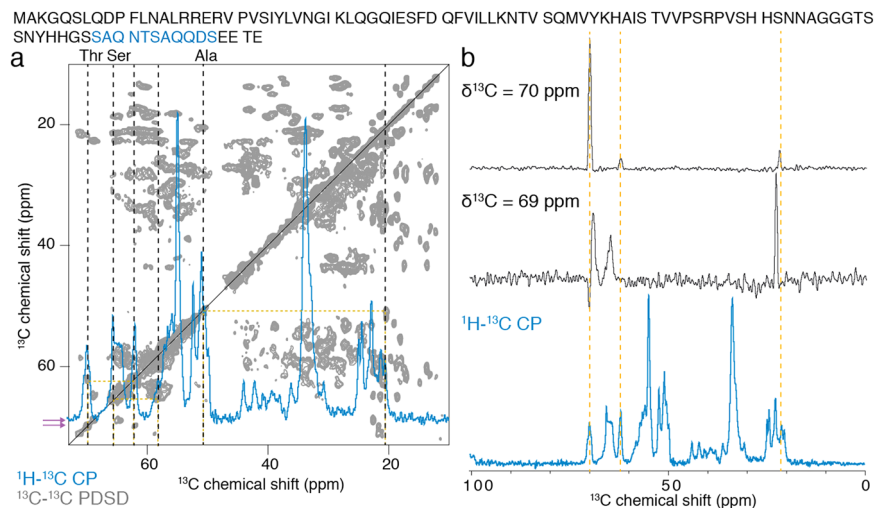 MAKGQSLQDP FLNALRRERV PVSIYLVNGI KLQGQIESFD QFVILLKNTV SQMVYKHAIS TVVPSRPVSH HSNNAGGGTS
SNYHHGSSAQ NTSAQQDSEE TE
a
Thr Ser Ala
20
40
60
¹³C chemical shift (ppm)
60 40 20
¹³C chemical shift (ppm)
¹H-¹³C CP
¹³C-¹³C PDSD
b
δ¹³C = 70 ppm
δ¹³C = 69 ppm
¹H-¹³C CP
100 50 0
¹³C chemical shift (ppm)